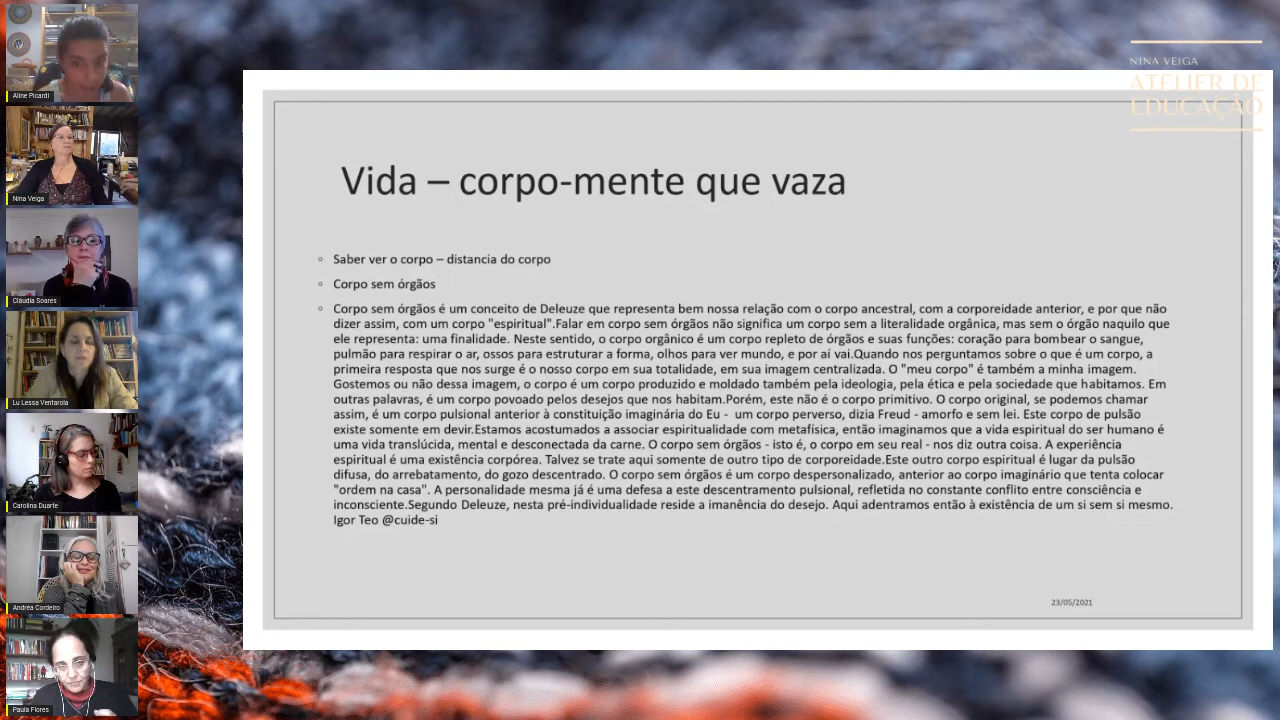 Aline Picardi
Nina Veiga
Cláudia Soares
Lu Lessa Ventarola
Carolina Duarte
Andréa Cordeiro
Paula Flores
NINA VEIGA
ATELIER DE
EDUCAÇÃO
Vida – corpo-mente que vaza
Saber ver o corpo – distancia do corpo
Corpo sem órgãos
Corpo sem órgãos é um conceito de Deleuze que representa bem nossa relação com o corpo ancestral, com a corporeidade anterior, e por que não
dizer assim, com um corpo "espiritual".Falar em corpo sem órgãos não significa um corpo sem a literalidade orgânica, mas sem o órgão naquilo que
ele representa: uma finalidade. Neste sentido, o corpo orgânico é um corpo repleto de órgãos e suas funções: coração para bombear o sangue,
pulmão para respirar o ar, ossos para estruturar a forma, olhos para ver mundo, e por aí vai.Quando nos perguntamos sobre o que é um corpo, a
primeira resposta que nos surge é o nosso corpo em sua totalidade, em sua imagem centralizada. O "meu corpo" é também a minha imagem.
Gostemos ou não dessa imagem, o corpo é um corpo produzido e moldado também pela ideologia, pela ética e pela sociedade que habitamos. Em
outras palavras, é um corpo povoado pelos desejos que nos habitam.Porém, este não é o corpo primitivo. O corpo original, se podemos chamar
assim, é um corpo pulsional anterior à constituição imaginária do Eu - um corpo perverso, dizia Freud - amorfo e sem lei. Este corpo de pulsão
existe somente em devir.Estamos acostumados a associar espiritualidade com metafísica, então imaginamos que a vida espiritual do ser humano é
uma vida translúcida, mental e desconectada da carne. O corpo sem órgãos - isto é, o corpo em seu real - nos diz outra coisa. A experiência
espiritual é uma existência corpórea. Talvez se trate aqui somente de outro tipo de corporeidade.Este outro corpo espiritual é lugar da pulsão
difusa, do arrebatamento, do gozo descentrado. O corpo sem órgãos é um corpo despersonalizado, anterior ao corpo imaginário que tenta colocar
"ordem na casa". A personalidade mesma já é uma defesa a este descentramento pulsional, refletida no constante conflito entre consciência e
inconsciente.Segundo Deleuze, nesta pré-individualidade reside a imanência do desejo. Aqui adentramos então à existência de um si sem si mesmo.
Igor Teo @cuide-si
23/05/2021